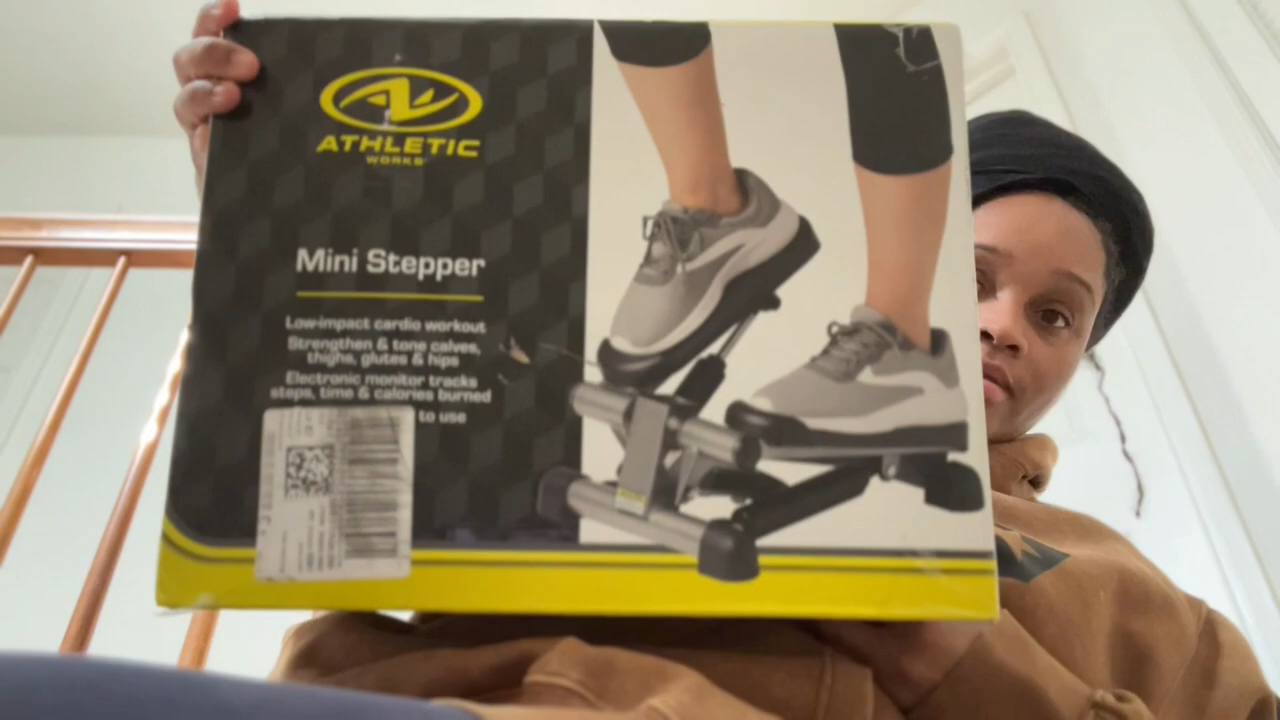 ATHLETIC
WORKS
Mini Stepper
Low-impact cardio workout
Strengthen & tone calves,
thighs, glutes & hips
Electronic monitor tracks
steps, time & calories burned
to use